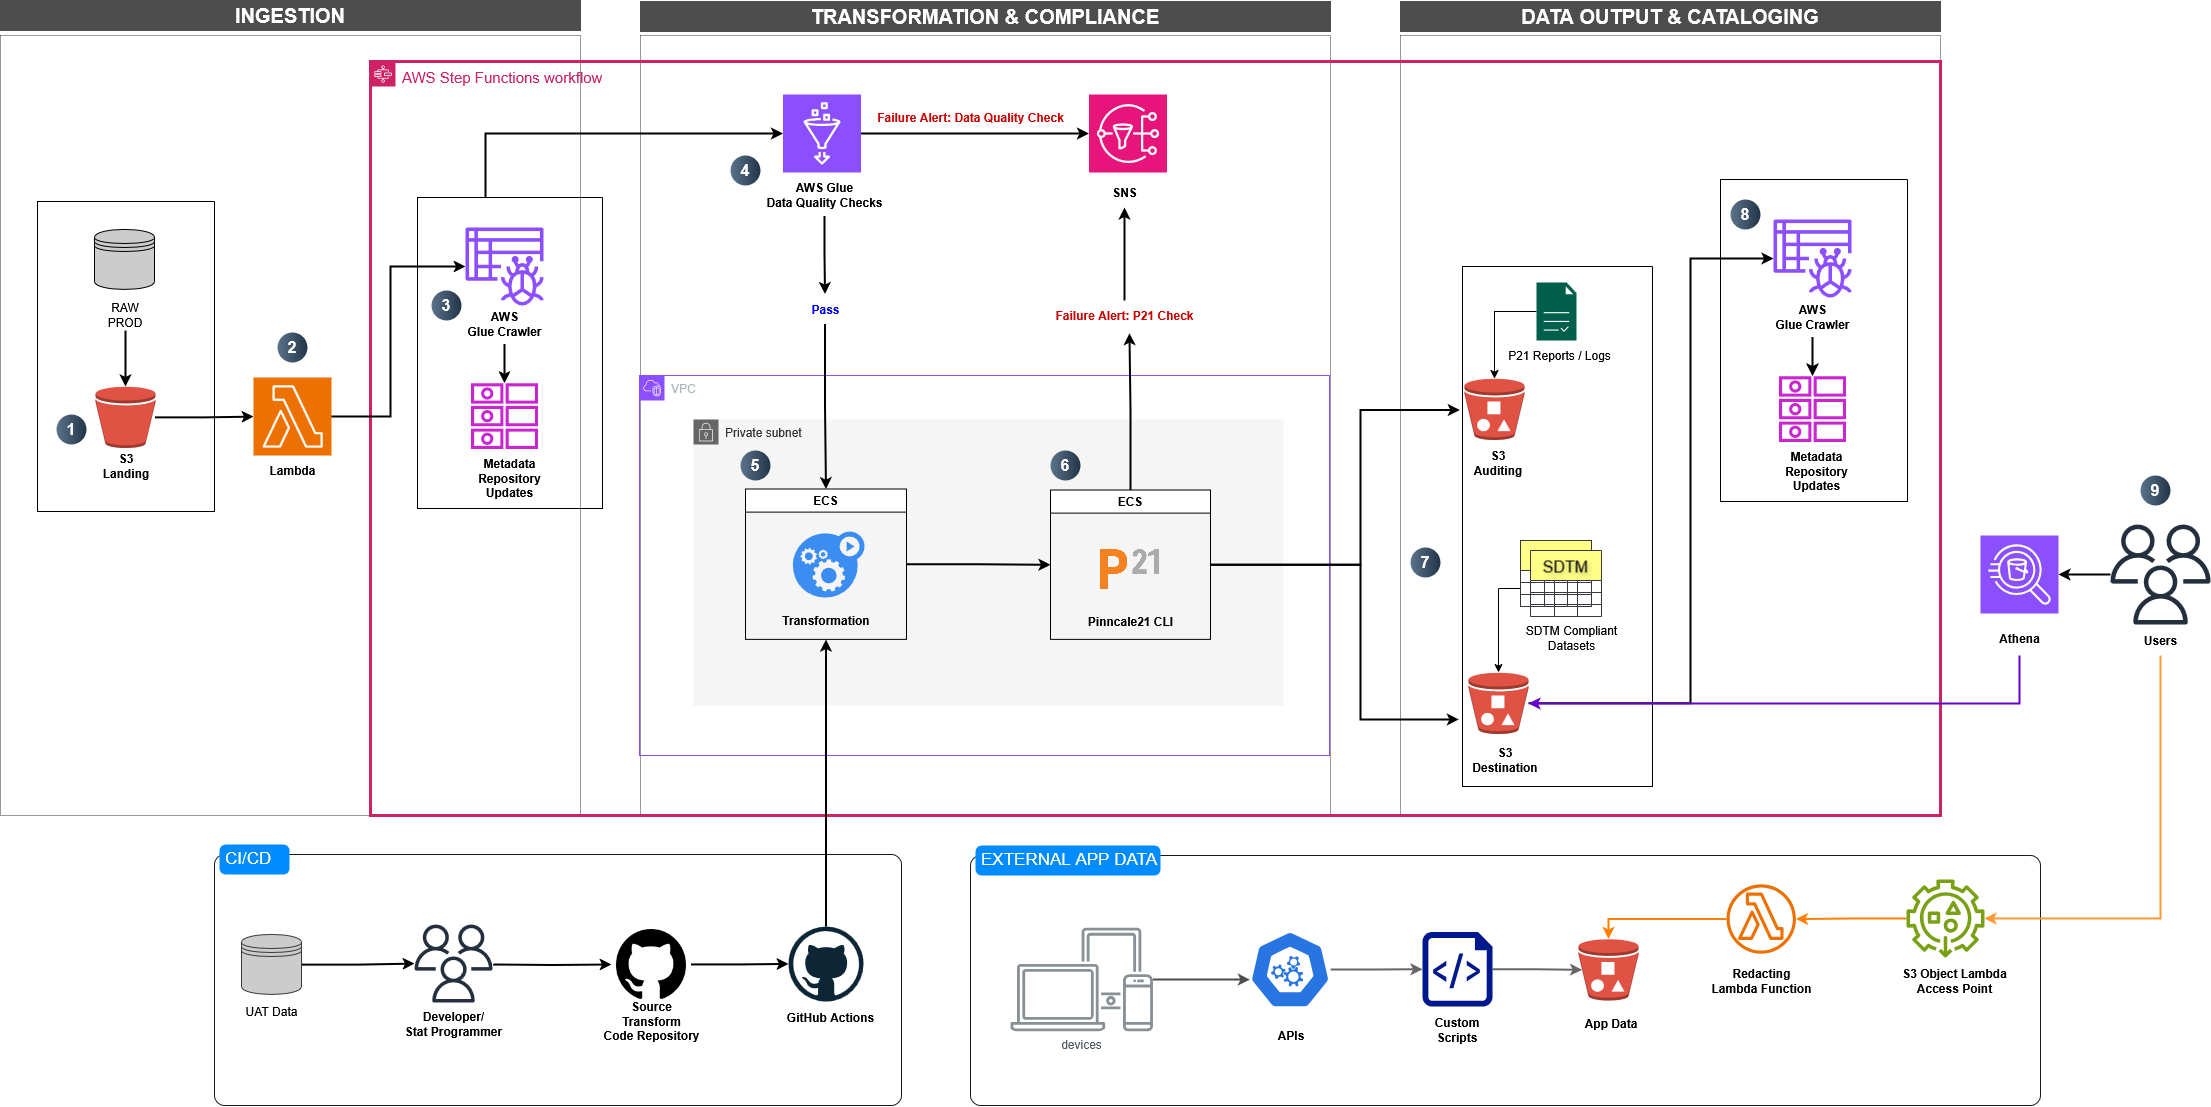 INGESTION
TRANSFORMATION & COMPLIANCE
DATA OUTPUT & CATALOGING
AWS Step Functions workflow
RAW
PROD
1
S3
Landing
2
Lambda
3
AWS
Glue Crawler
Metadata
Repository
Updates
4
AWS Glue
Data Quality Checks
Failure Alert: Data Quality Check
SNS
Pass
Failure Alert: P21 Check
VPC
Private subnet
5
ECS
Transformation
6
ECS
P21
Pinncale21 CLI
7
P21 Reports / Logs
S3
Auditing
SDTM
SDTM Compliant
Datasets
S3
Destination
8
AWS
Glue Crawler
Metadata
Repository
Updates
9
Athena
Users
CI/CD
UAT Data
Developer/
Stat Programmer
Source
Transform
Code Repository
GitHub Actions
EXTERNAL APP DATA
devices
APIs
</>
Custom
Scripts
App Data
Redacting
Lambda Function
S3 Object Lambda
Access Point